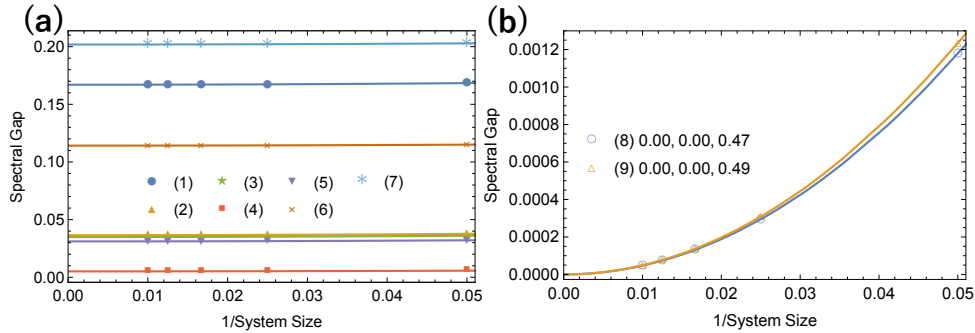 (a)
Spectral Gap
0.20
0.15
0.10
0.05
0.00
(1) (3) (5) (7)
(2) (4) (6)
0.00 0.01 0.02 0.03 0.04 0.05
1/System Size
(b)
Spectral Gap
0.0012
0.0010
0.0008
0.0006
0.0004
0.0002
0.0000
(8) 0.00, 0.00, 0.47
(9) 0.00, 0.00, 0.49
0.00 0.01 0.02 0.03 0.04 0.05
1/System Size